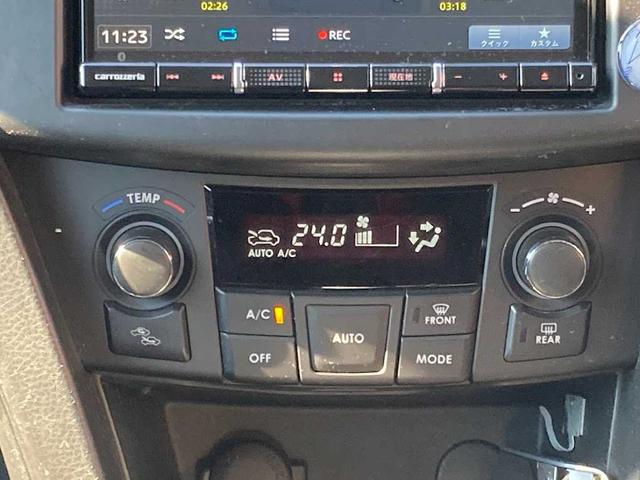 02:26 03:18
11:23 REC クイック カスタム
carrozzeria AV 現在地 - +
TEMP - +
24.0
AUTO A/C
A/C FRONT REAR
OFF AUTO MODE